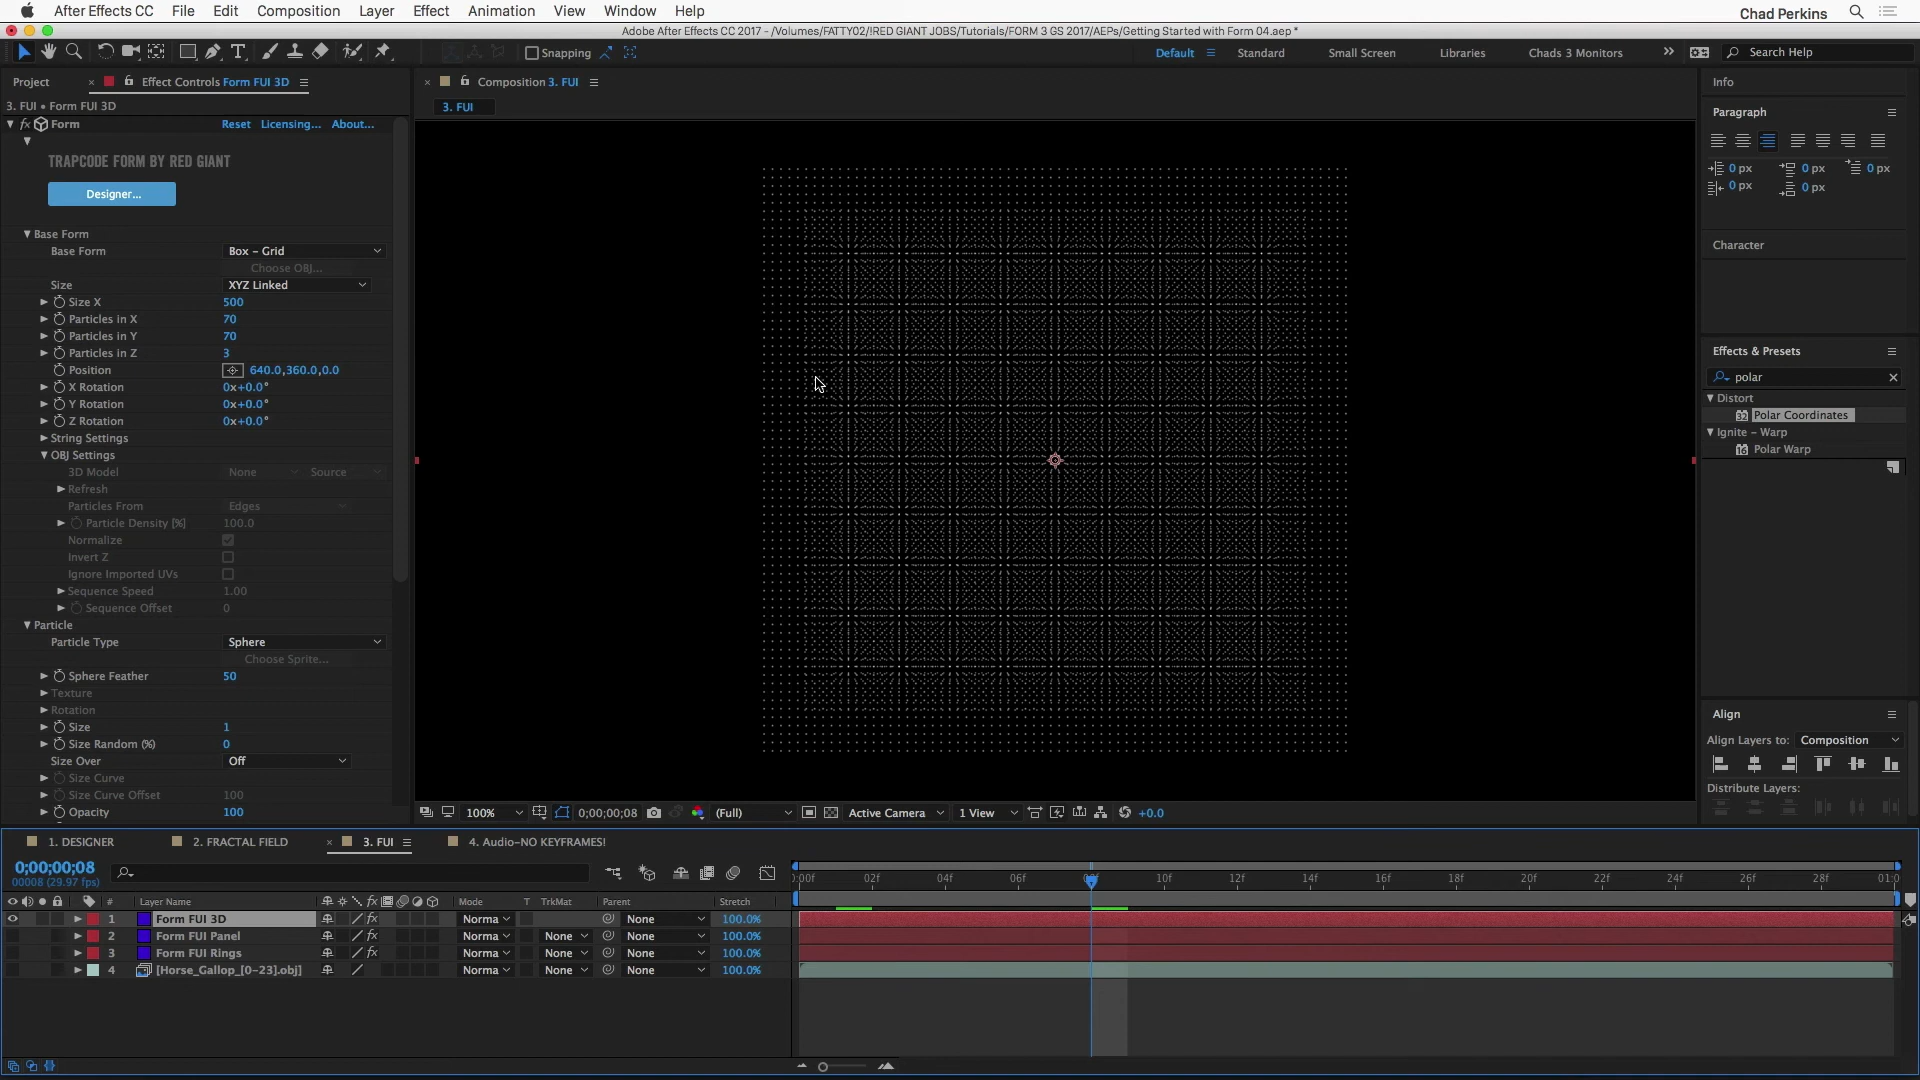 After Effects CC File Edit Composition Layer Effect Animation View Window Help Chad Perkins
Adobe After Effects CC 2017 - /Volumes/FATTY02/!RED GIANT JOBS/Tutorials/FORM 3 GS 2017/AEPs/Getting Started with Form 04.aep *
Snapping Default Standard Small Screen Libraries Chads 3 Monitors Search Help
Project Effect Controls Form FUI 3D
3. FUI • Form FUI 3D
fx Form Reset Licensing... About...
TRAPCODE FORM BY RED GIANT
Designer...
Base Form
Base Form Box - Grid
Choose OBJ...
Size XYZ Linked
Size X 500
Particles in X 70
Particles in Y 70
Particles in Z 3
Position 640.0,360.0,0.0
X Rotation 0x+0.0°
Y Rotation 0x+0.0°
Z Rotation 0x+0.0°
String Settings
OBJ Settings
3D Model None Source
Refresh
Particles From Edges
Particle Density [%] 100.0
Normalize
Invert Z
Ignore Imported UVs
Sequence Speed 1.00
Sequence Offset 0
Particle
Particle Type Sphere
Choose Sprite...
Sphere Feather 50
Texture
Rotation
Size 1
Size Random (%) 0
Size Over Off
Size Curve
Size Curve Offset 100
Opacity 100
Composition 3. FUI
3. FUI
100% 0;00;00;08 (Full) Active Camera 1 View +0.0
Info
Paragraph
0 px 0 px 0 px
0 px 0 px
Character
Effects & Presets
polar
Distort
32 Polar Coordinates
Ignite - Warp
16 Polar Warp
Align
Align Layers to: Composition
Distribute Layers:
1. DESIGNER 2. FRACTAL FIELD 3. FUI 4. Audio-NO KEYFRAMES!
0;00;00;08
00008 (29.97 fps)
:00f 02f 04f 06f 10f 12f 14f 16f 18f 20f 22f 24f 26f 28f 01:0
# Layer Name fx Mode T TrkMat Parent Stretch
1 Form FUI 3D fx Norma None 100.0%
2 Form FUI Panel fx Norma None None 100.0%
3 Form FUI Rings fx Norma None None 100.0%
4 [Horse_Gallop_[0-23].obj] Norma None None 100.0%